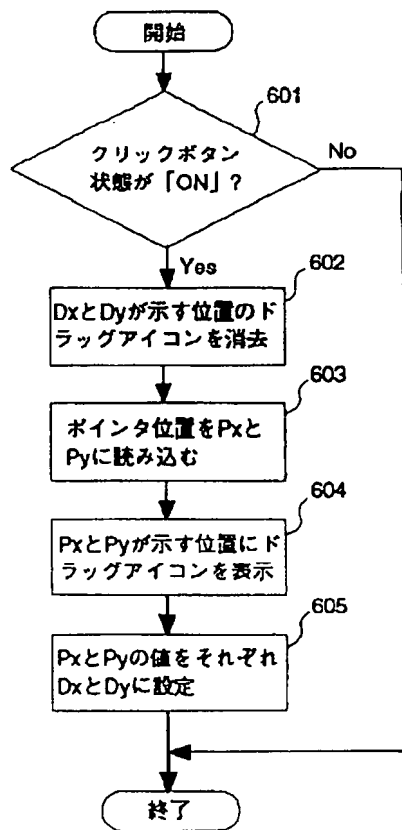 開始
601
クリックボタン
状態が「ON」?
No
Yes
602
DxとDyが示す位置のド
ラッグアイコンを消去
603
ポインタ位置をPxと
Pyに読み込む
604
PxとPyが示す位置にド
ラッグアイコンを表示
605
PxとPyの値をそれぞれ
DxとDyに設定
終了